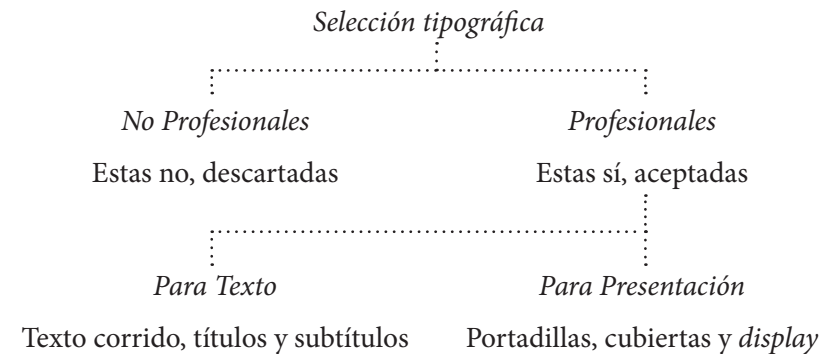 Selección tipográfica
No Profesionales
Profesionales
Estas no, descartadas
Estas sí, aceptadas
Para Texto
Para Presentación
Texto corrido, títulos y subtítulos
Portadillas, cubiertas y display